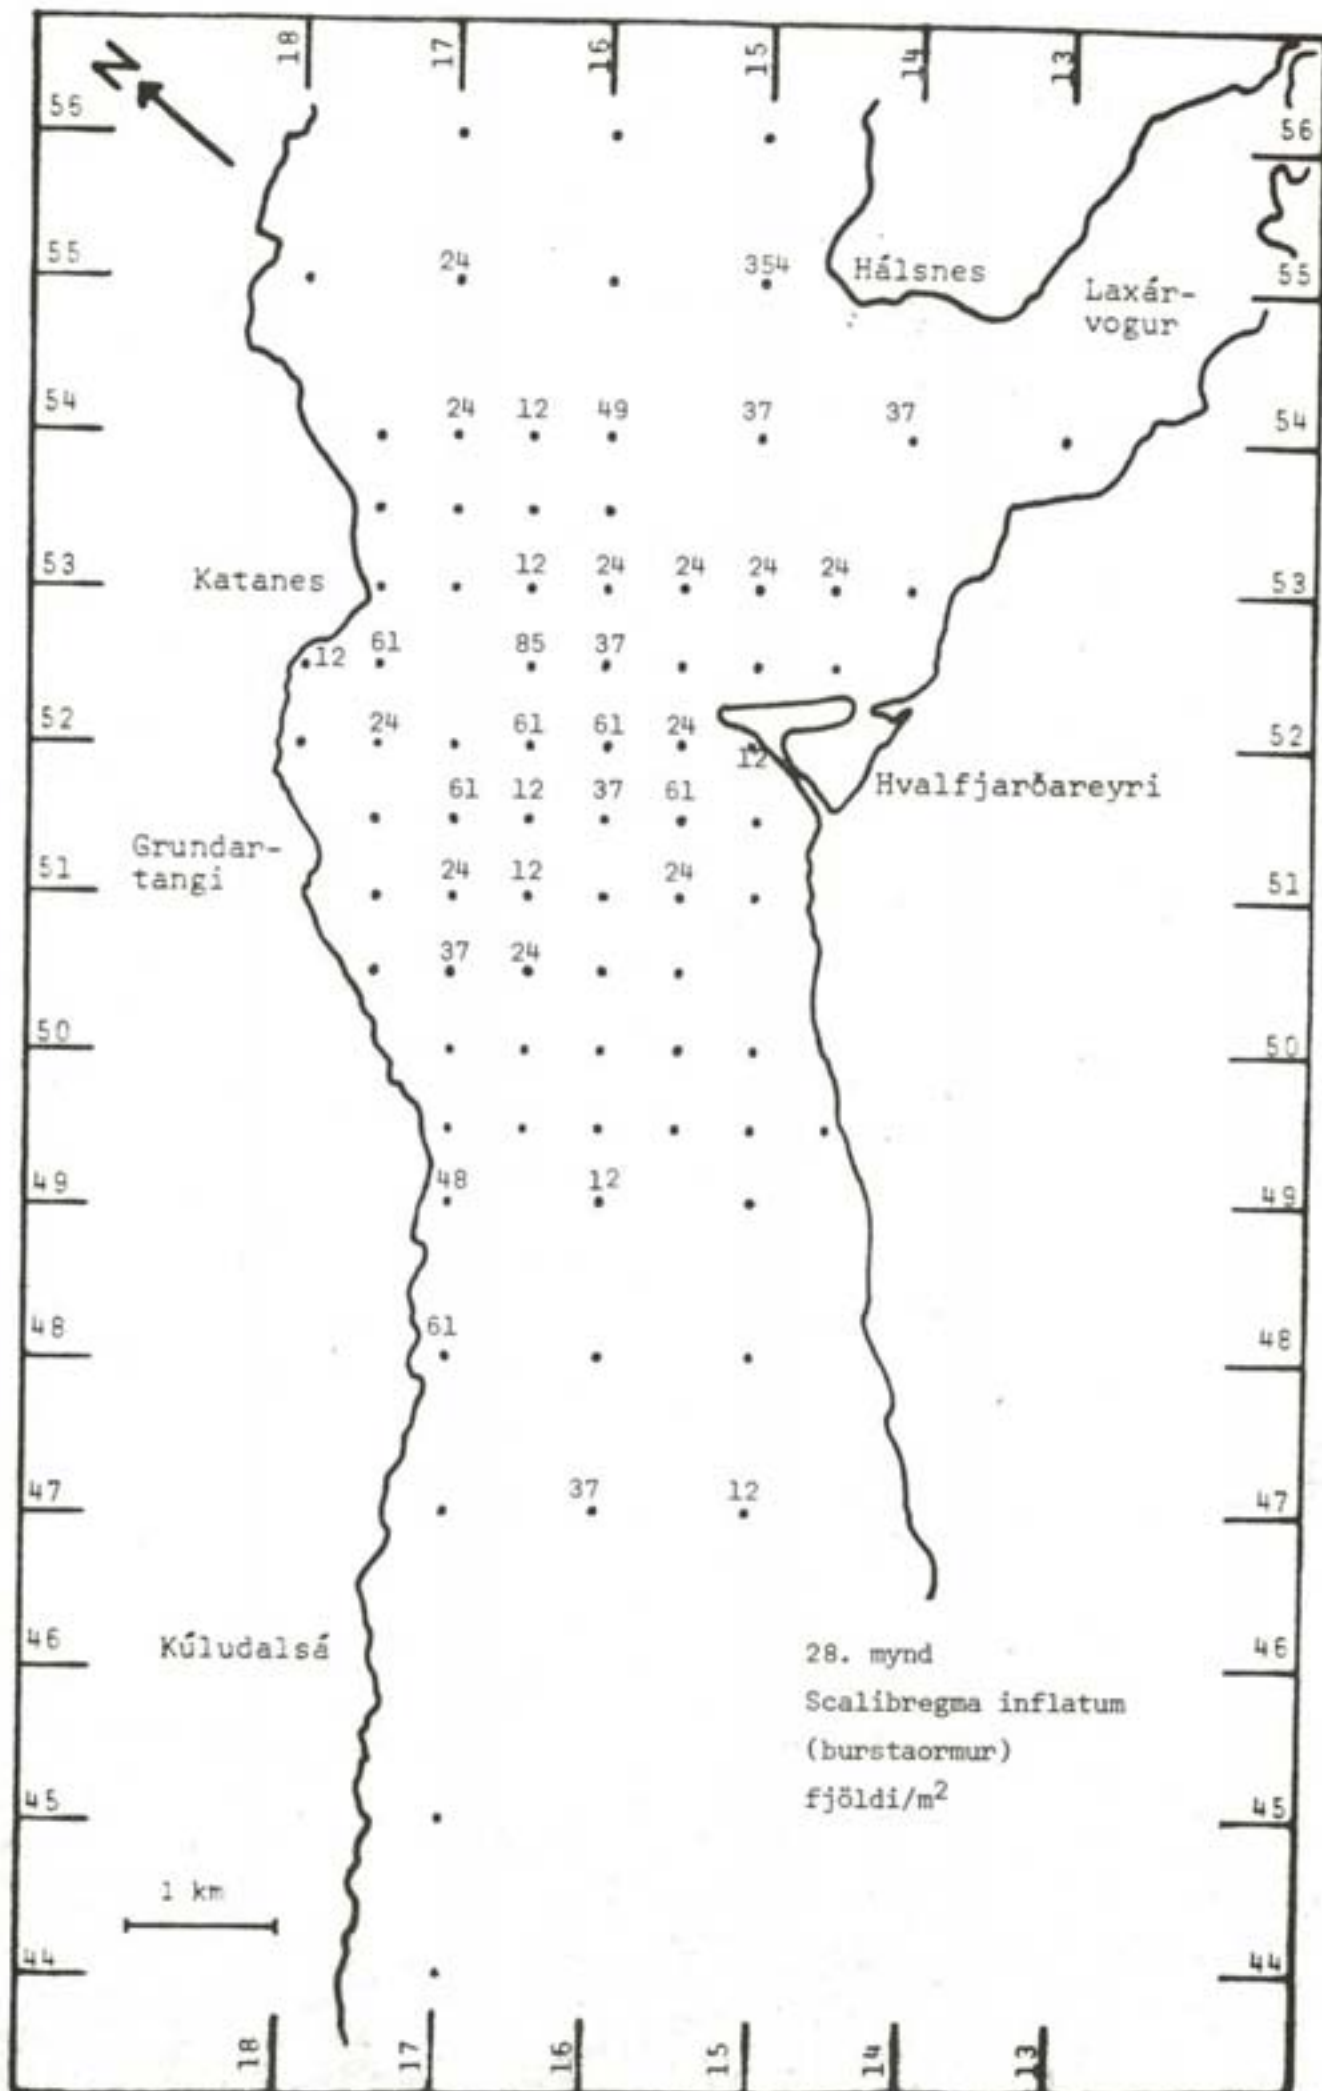 18 17 16 15 14 13
N
56 56
55 24 354 Hálsnes 55
Laxár-
vogur
54 24 12 49 37 37 54
53 12 24 24 24 24 53
Katanes
12 61 85 37
52 24 61 61 24 12 52
Hvalfjarðareyri
61 12 37 61
Grundar-
tangi
51 24 12 24 51
37 24
50 50
49 48 12 49
48 61 48
47 37 12 47
46 Kúludalsá 46
28. mynd
Scalibregma inflatum
(burstaormur)
fjöldi/m²
45 45
1 km
44 44
18 17 16 15 14 13